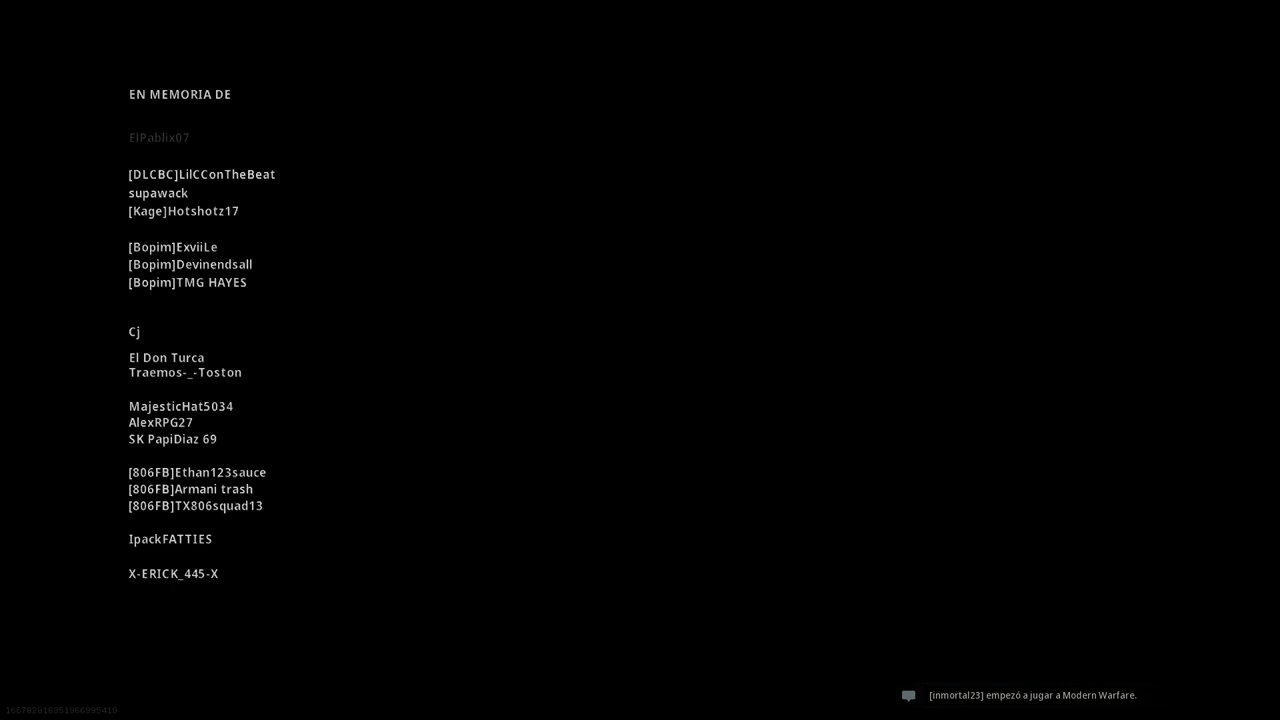 EN MEMORIA DE
ElPablix07
[DLCBC]LilCConTheBeat
supawack
[Kage]Hotshotz17
[Bopim]ExviiLe
[Bopim]Devinendsall
[Bopim]TMG HAYES
Cj
El Don Turca
Traemos-_-Toston
MajesticHat5034
AlexRPG27
SK PapiDiaz 69
[806FB]Ethan123sauce
[806FB]Armani trash
[806FB]TX806squad13
IpackFATTIES
X-ERICK_445-X
[inmortal23] empezó a jugar a Modern Warfare.